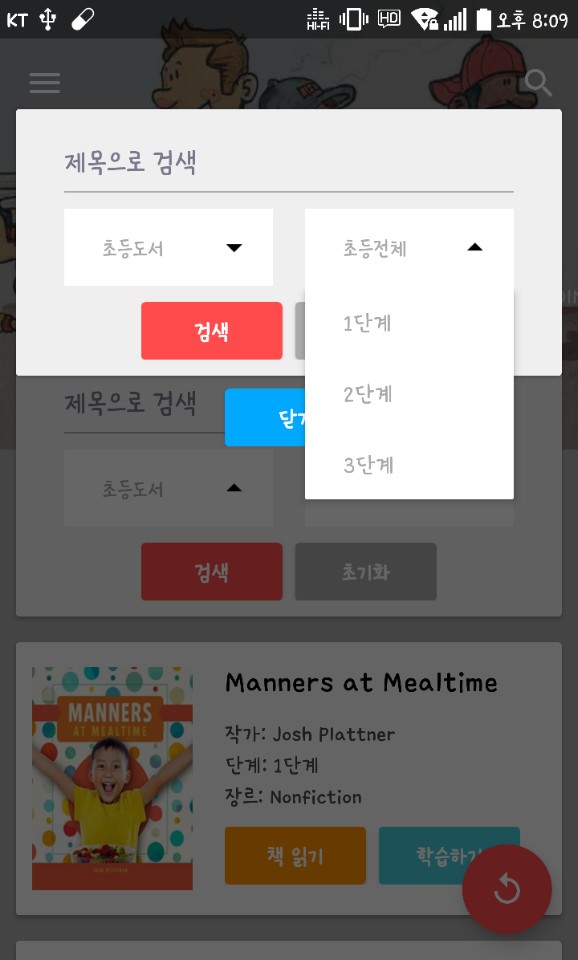 KT HI-FI HD 오후 8:09
제목으로 검색
초등도서 초등전체
1단계
2단계
3단계
검색
닫기
제목으로 검색
초등도서
검색 초기화
MANNERS
AT MEALTIME
Manners at Mealtime
작가: Josh Plattner
단계: 1단계
장르: Nonfiction
책 읽기 학습하기